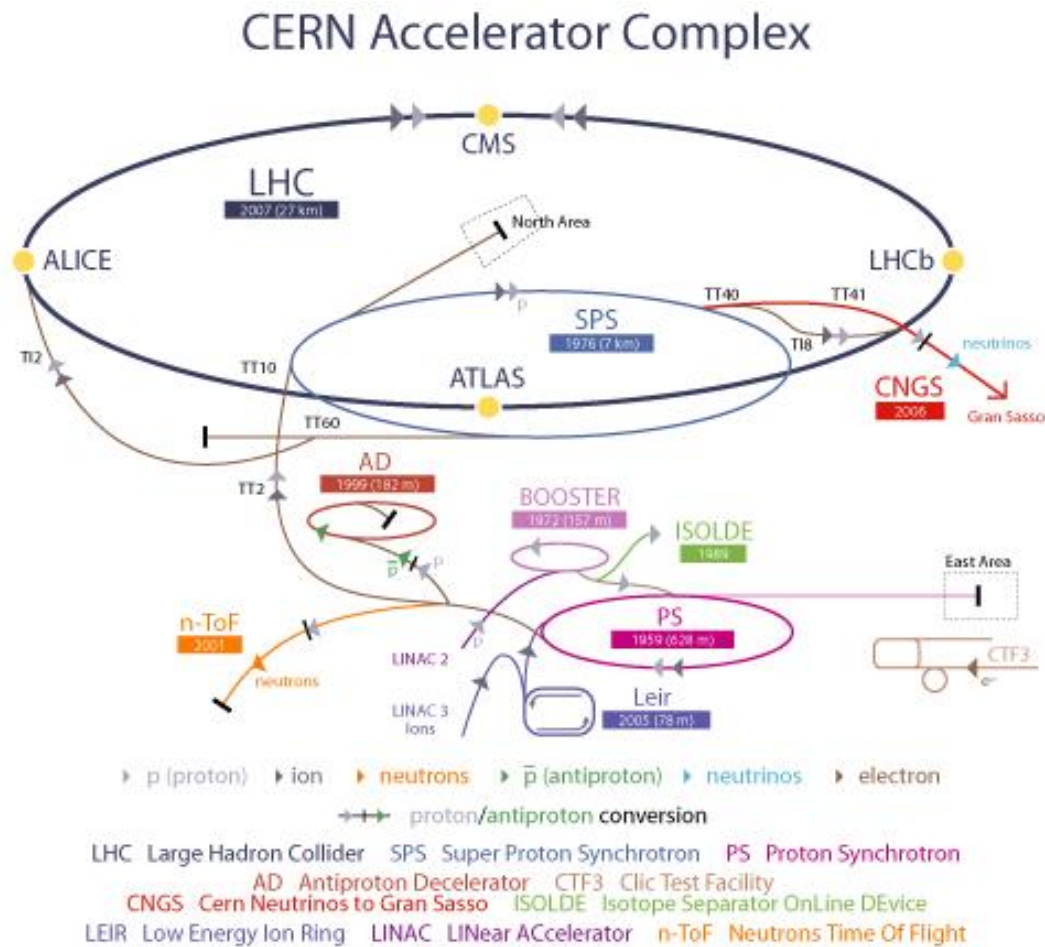 CERN Accelerator Complex
CMS
LHC
2007 (27 km)
North Area
ALICE
LHCb
TT40
TT41
p
SPS
1976 (7 km)
TI8
neutrinos
TI2
TT10
ATLAS
CNGS
2006
Gran Sasso
TT60
AD
1999 (182 m)
TT2
BOOSTER
1972 (157 m)
ISOLDE
1989
p̅
p
East Area
n-ToF
2001
PS
1959 (628 m)
p
LINAC 2
CTF3
e-
neutrons
LINAC 3
Ions
Leir
2005 (78 m)
p (proton) ion neutrons p̅ (antiproton) neutrinos electron
proton/antiproton conversion
LHC Large Hadron Collider SPS Super Proton Synchrotron PS Proton Synchrotron
AD Antiproton Decelerator CTF3 Clic Test Facility
CNGS Cern Neutrinos to Gran Sasso ISOLDE Isotope Separator OnLine DEvice
LEIR Low Energy Ion Ring LINAC LINear ACcelerator n-ToF Neutrons Time Of Flight